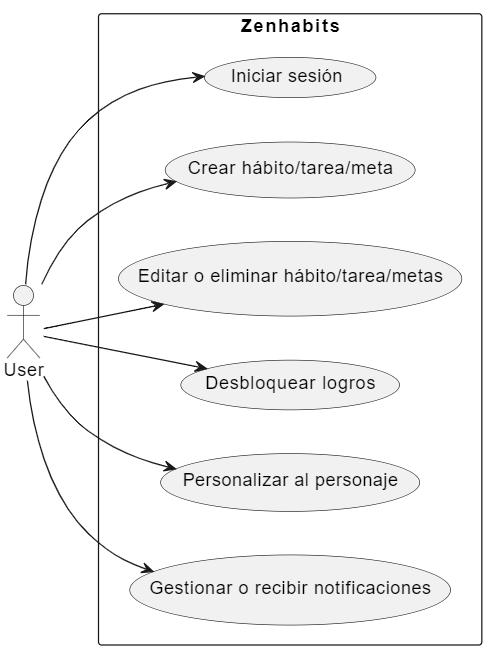 Zenhabits
Iniciar sesión
Crear hábito/tarea/meta
Editar o eliminar hábito/tarea/metas
User
Desbloquear logros
Personalizar al personaje
Gestionar o recibir notificaciones